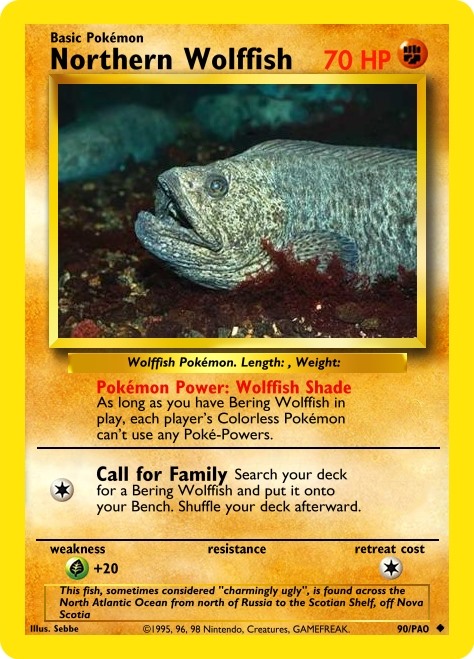 Basic Pokémon
Northern Wolffish 70 HP
Wolffish Pokémon. Length: , Weight:
Pokémon Power: Wolffish Shade
As long as you have Bering Wolffish in
play, each player's Colorless Pokémon
can't use any Poké-Powers.
Call for Family Search your deck
for a Bering Wolffish and put it onto
your Bench. Shuffle your deck afterward.
weakness resistance retreat cost
+20
This fish, sometimes considered "charmingly ugly", is found across the
North Atlantic Ocean from north of Russia to the Scotian Shelf, off Nova
Scotia
Illus. Sebbe ©1995, 96, 98 Nintendo, Creatures, GAMEFREAK. 90/PAO